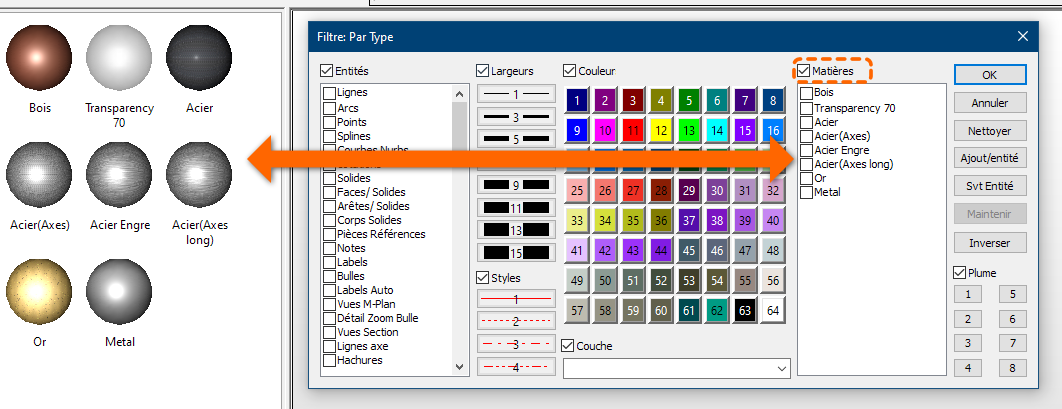 Bois
Transparency
70
Acier
Acier(Axes)
Acier Engre
Acier(Axes
long)
Or
Metal
Filtre: Par Type
Entités
Lignes
Arcs
Points
Splines
Courbes Nurbs
Solides
Faces/ Solides
Arêtes/ Solides
Corps Solides
Pièces Références
Notes
Labels
Bulles
Labels Auto
Vues M-Plan
Détail Zoom Bulle
Vues Section
Lignes axe
Hachures
Largeurs
1
3
5
9
11
13
15
Styles
1
2
3
4
Couleur
1 2 3 4 5 6 7 8
9 10 11 12 13 14 15 16
25 26 27 28 29 30 31 32
33 34 35 36 37 38 39 40
41 42 43 44 45 46 47 48
49 50 51 52 53 54 55 56
57 58 59 60 61 62 63 64
Couche
Matières
Bois
Transparency 70
Acier
Acier(Axes)
Acier Engre
Acier(Axes long)
Or
Metal
OK
Annuler
Nettoyer
Ajout/entité
Svt Entité
Maintenir
Inverser
Plume
1 5
2 6
3 7
4 8